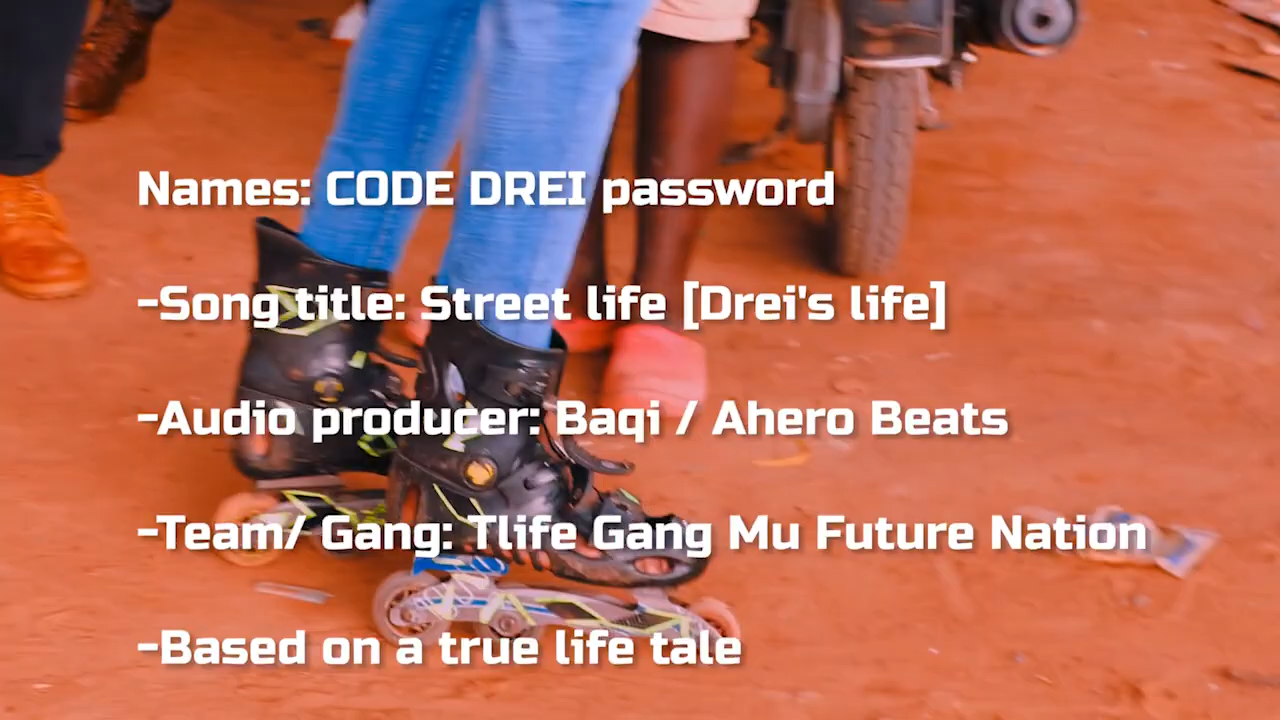 Names: CODE DREI password
-Song title: Street life [Drei's life]
-Audio producer: Baqi / Ahero Beats
-Team/ Gang: Tlife Gang Mu Future Nation
-Based on a true life tale